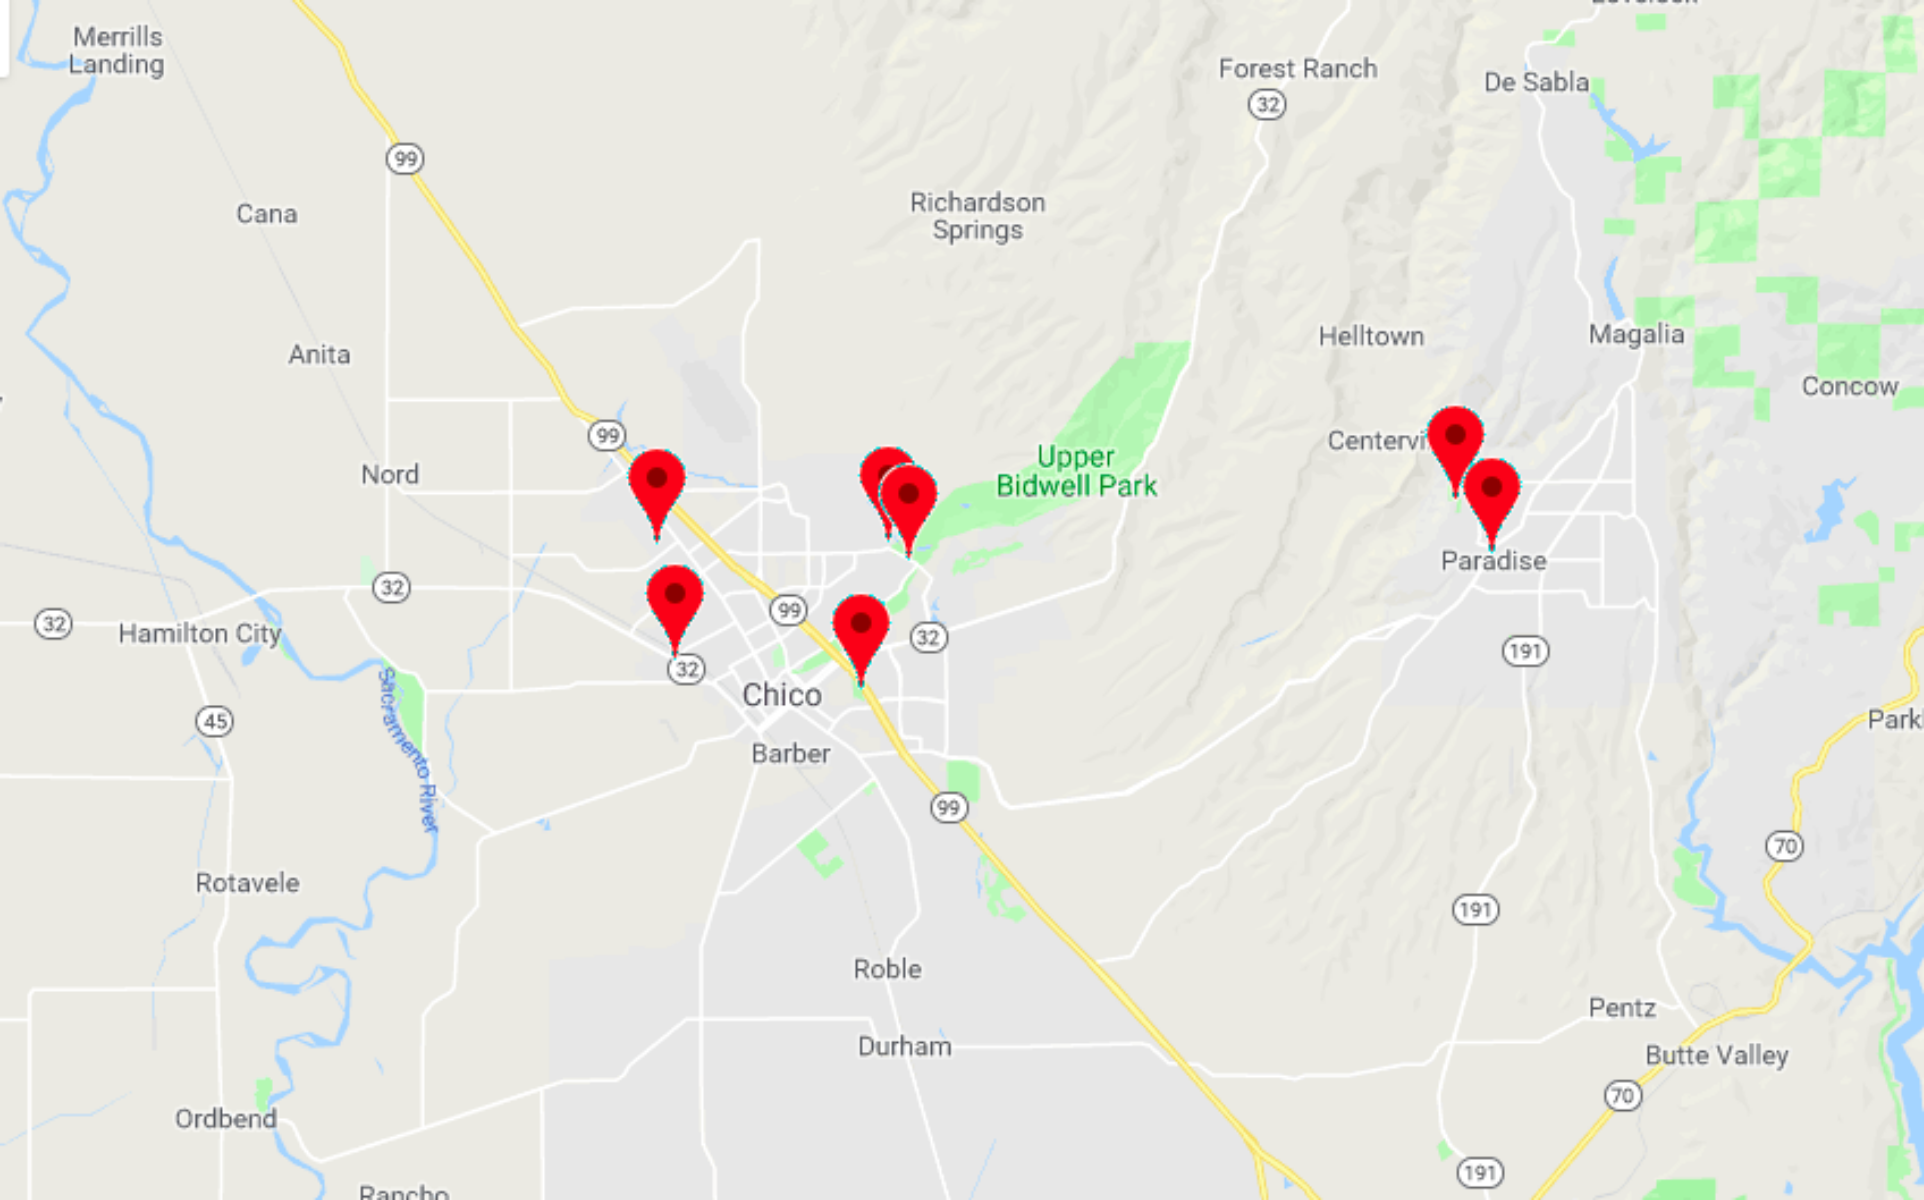 Merrills
Landing
Forest Ranch
32
De Sabla
99
Cana
Richardson
Springs
Helltown
Magalia
Anita
Concow
99
Centervi
Nord
Upper
Bidwell Park
Paradise
32
99
32
Hamilton City
32
191
32
Sacramento River
Chico
45
Park
Barber
99
70
Rotavele
191
Roble
Pentz
Durham
Butte Valley
70
Ordbend
191
Rancho